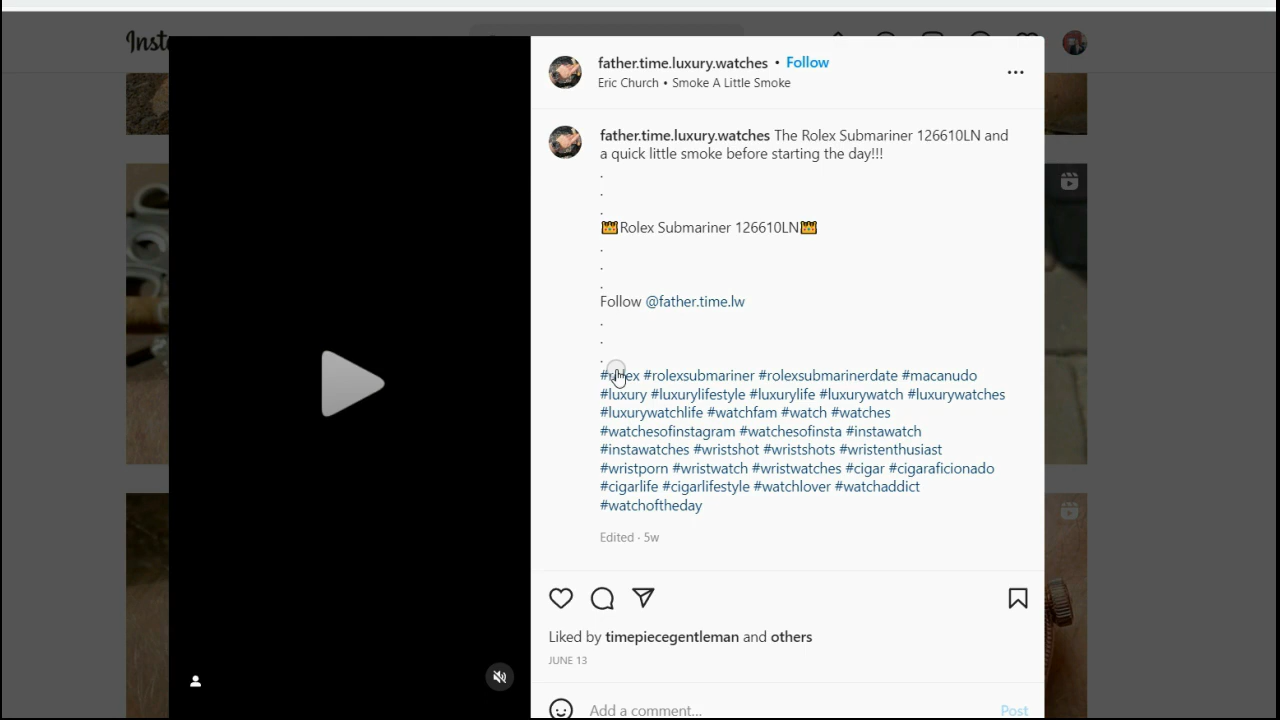 Inst
father.time.luxury.watches • Follow
Eric Church • Smoke A Little Smoke
father.time.luxury.watches The Rolex Submariner 126610LN and
a quick little smoke before starting the day!!!
.
.
.
👑Rolex Submariner 126610LN👑
.
.
.
Follow @father.time.lw
.
.
.
#rolex #rolexsubmariner #rolexsubmarinerdate #macanudo
#luxury #luxurylifestyle #luxurylife #luxurywatch #luxurywatches
#luxurywatchlife #watchfam #watch #watches
#watchesofinstagram #watchesofinsta #instawatch
#instawatches #wristshot #wristshots #wristenthusiast
#wristporn #wristwatch #wristwatches #cigar #cigaraficionado
#cigarlife #cigarlifestyle #watchlover #watchaddict
#watchoftheday
Edited · 5w
Liked by timepiecegentleman and others
JUNE 13
Add a comment...
Post